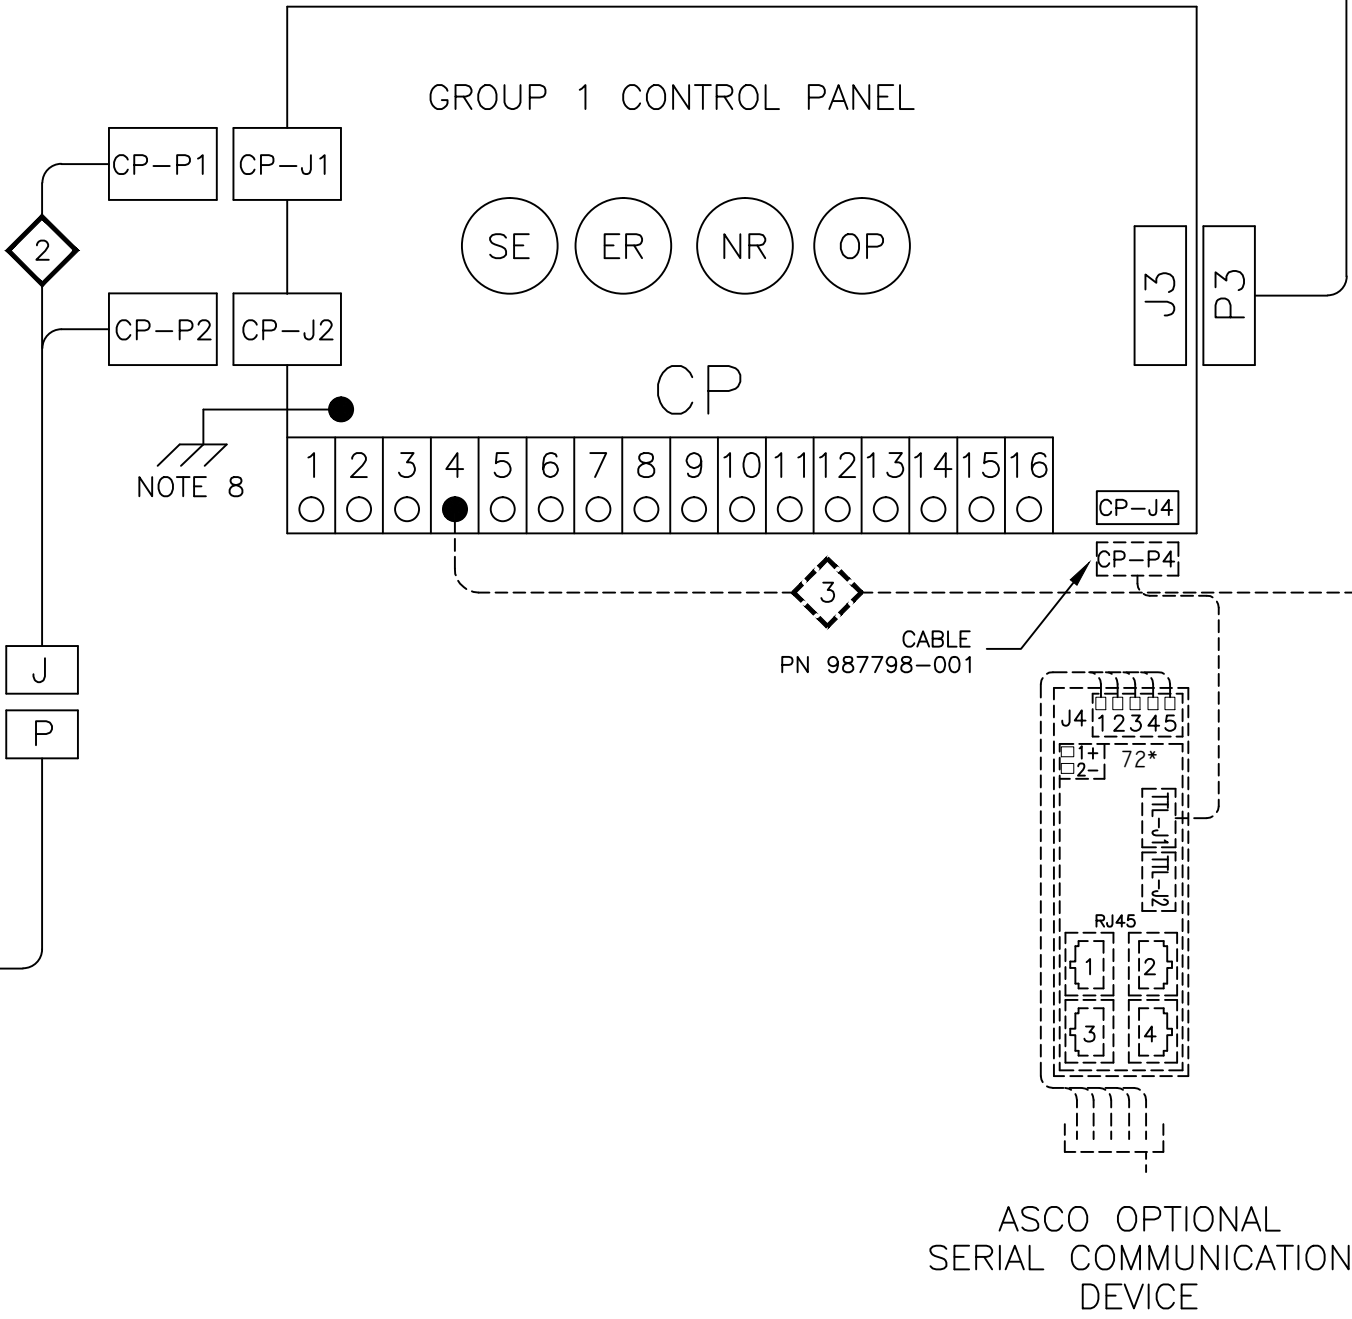 GROUP 1 CONTROL PANEL
CP-P1
CP-J1
2
SE
ER
NR
OP
J3
P3
CP-P2
CP-J2
CP
NOTE 8
1 2 3 4 5 6 7 8 9 10 11 12 13 14 15 16
CP-J4
CP-P4
3
CABLE
PN 987798-001
J
P
J4
1 2 3 4 5
1+
2-
72*
TTL-J1
TTL-J2
RJ45
1
2
3
4
ASCO OPTIONAL
SERIAL COMMUNICATION
DEVICE